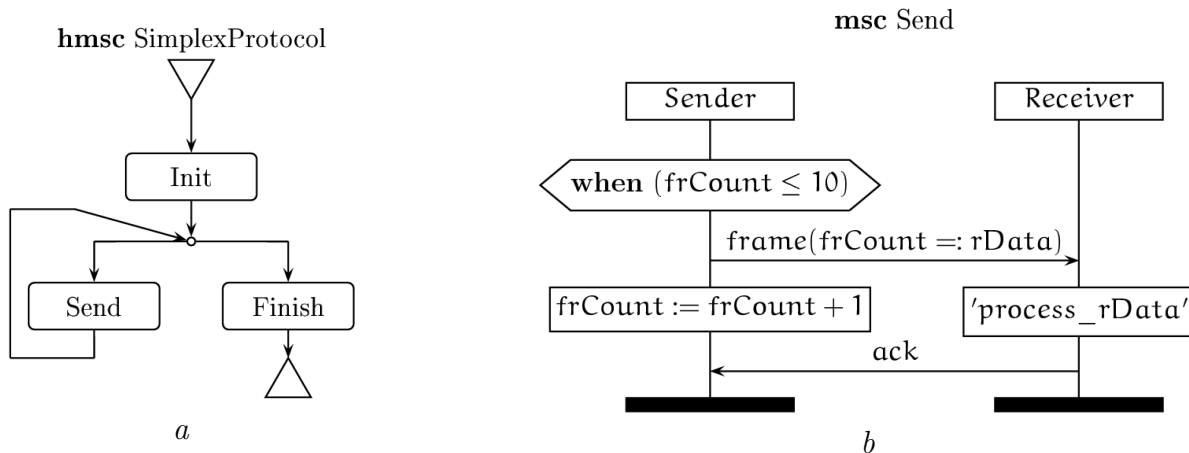 hmsc SimplexProtocol
Init
Send
Finish
a
msc Send
Sender
Receiver
when (frCount ≤ 10)
frame(frCount =: rData)
frCount := frCount + 1
'process_rData'
ack
b